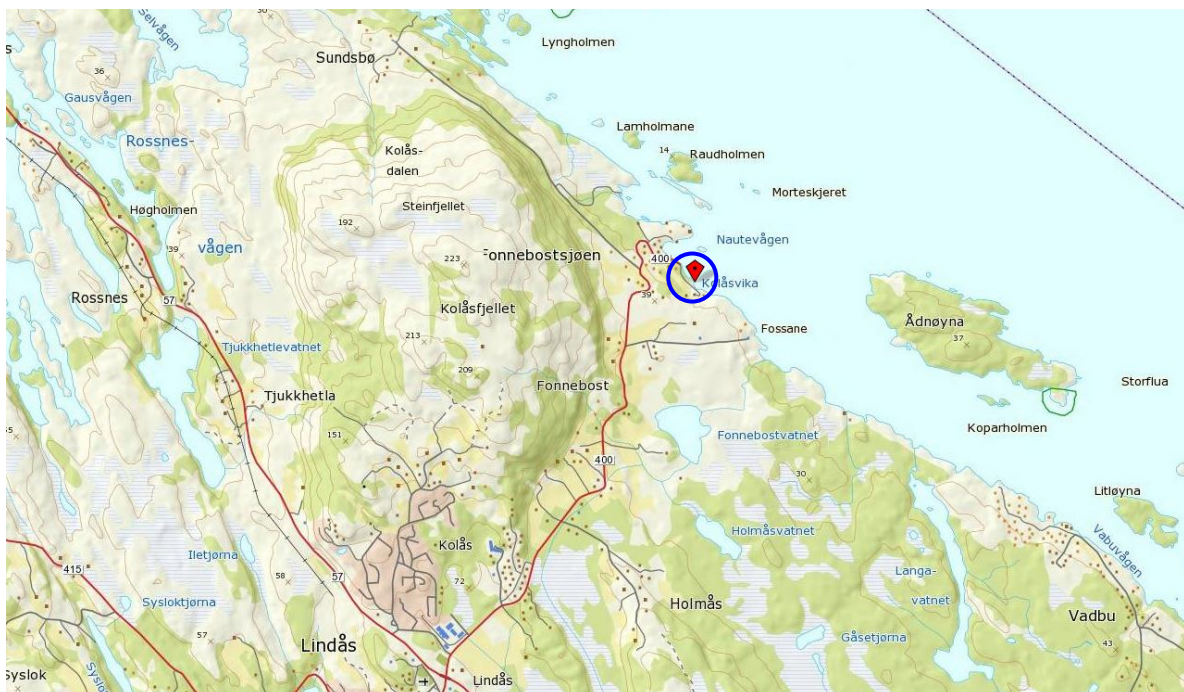 30
Selvågen
Lyngholmen
Sundsbø
s
36
Gausvågen
Lamholmane
Rossnes-
14
Raudholmen
Kolås-
dalen
Morteskjeret
Steinfjellet
Høgholmen
192
Nautevågen
vågen
39
Fonnebostsjøen
400
223
Kolåsvika
Rossnes
57
39
Kolåsfjellet
Ådnøyna
Fossane
213
37
Tjukkhetlevatnet
209
Storflua
Fonnebost
Tjukkhetla
Koparholmen
151
Fonnebostvatnet
400
30
Litløyna
Holmåsvatnet
Vabuvågen
Kolås
Iletjørna
Langa-
vatnet
415
58
57
72
Sysloktjørna
Holmås
Vadbu
57
Gåsetjørna
43
Lindås
Syslok
Lindås
Syslok